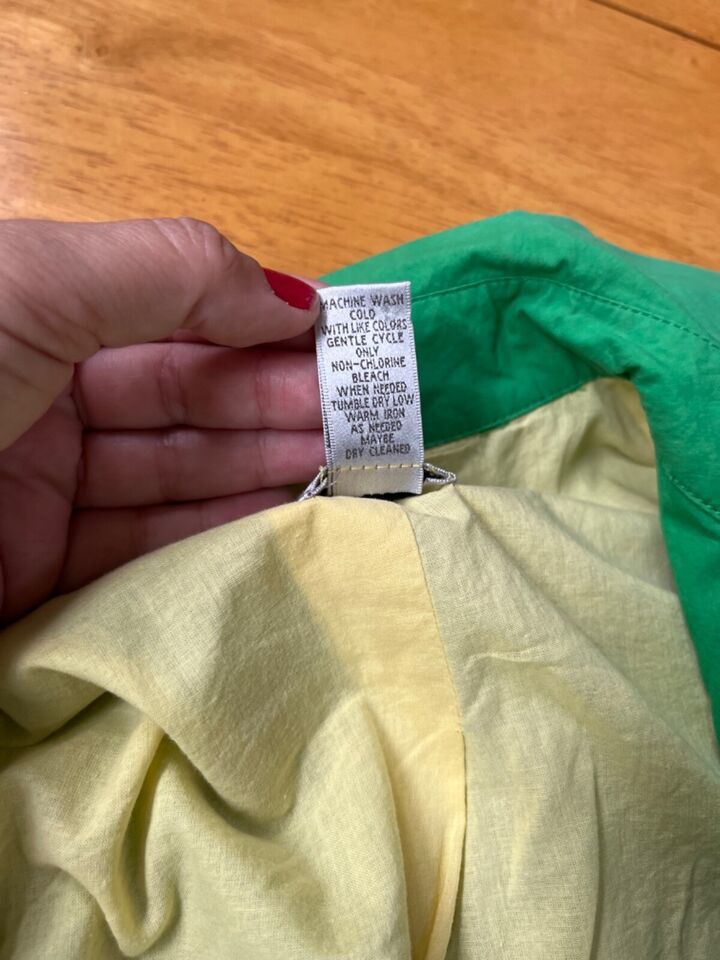 MACHINE WASH
COLD
WITH LIKE COLORS
GENTLE CYCLE
ONLY
NON-CHLORINE
BLEACH
WHEN NEEDED
TUMBLE DRY LOW
WARM IRON
AS NEEDED
MAYBE
DRY CLEANED